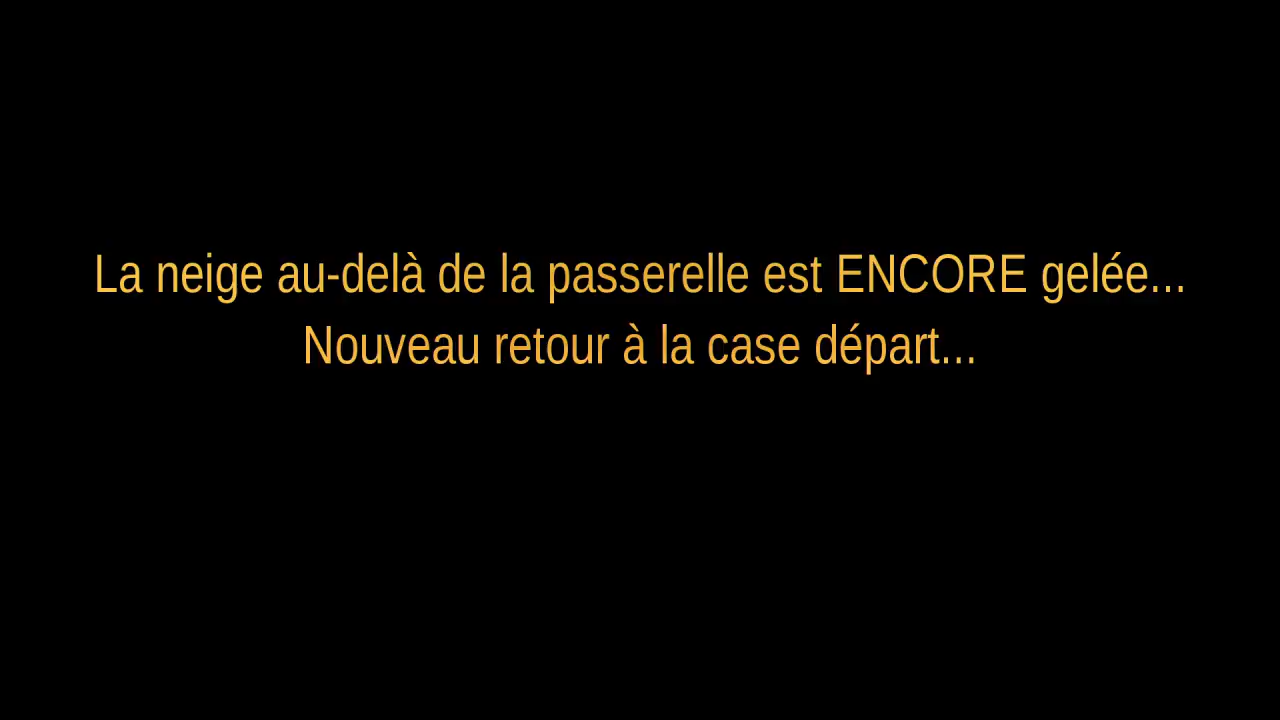 La neige au-delà de la passerelle est ENCORE gelée...
Nouveau retour à la case départ...